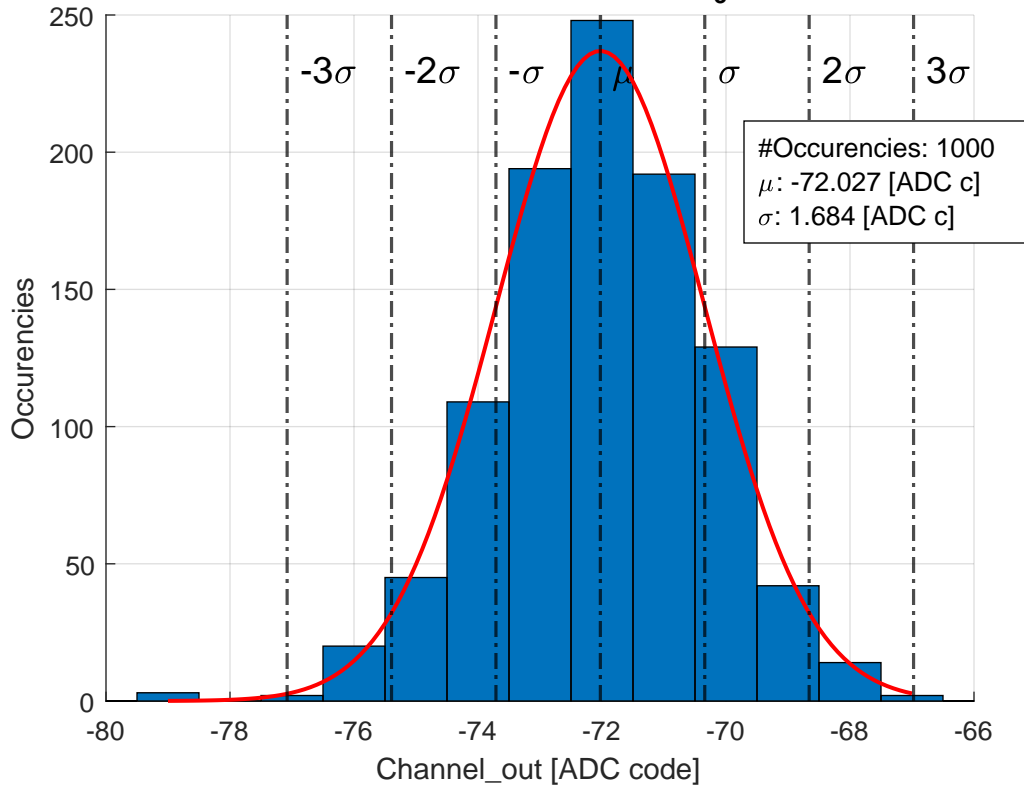 250
200
150
100
50
0
-3σ -2σ -σ μ σ 2σ 3σ
#Occurencies: 1000
μ: -72.027 [ADC c]
σ: 1.684 [ADC c]
Occurencies
-80 -78 -76 -74 -72 -70 -68 -66
Channel_out [ADC code]